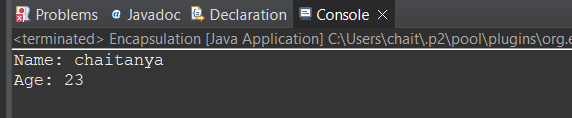 Problems @ Javadoc Declaration Console
<terminated> Encapsulation [Java Application] C:\Users\chait\.p2\pool\plugins\org.e
Name: chaitanya
Age: 23